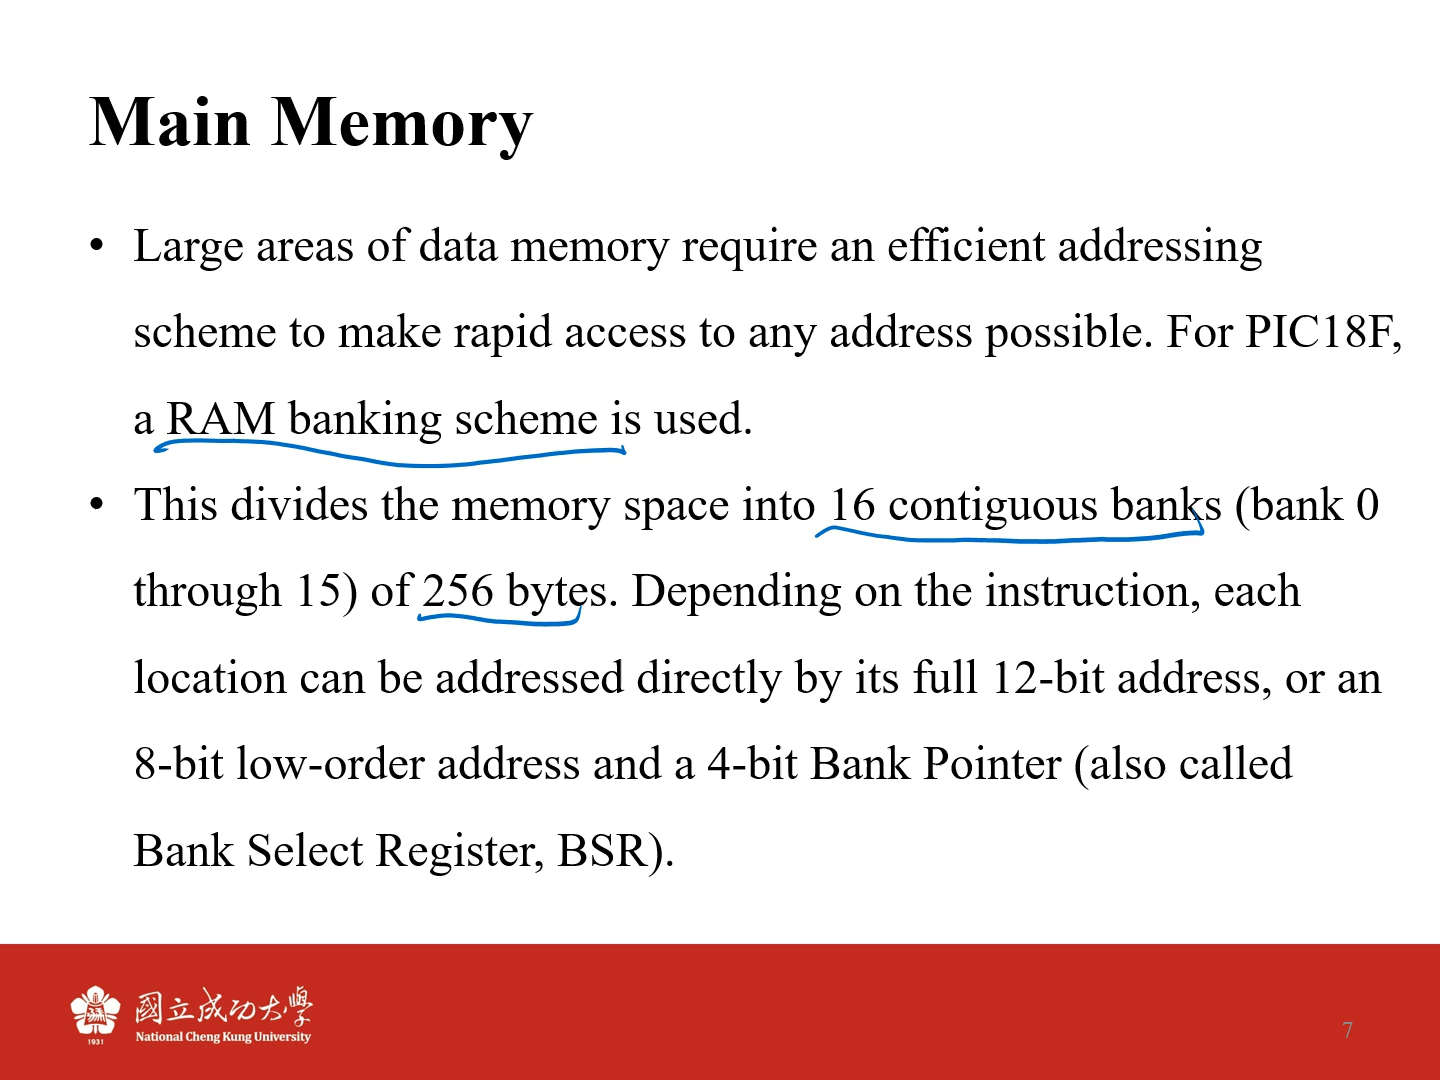 Main Memory
• Large areas of data memory require an efficient addressing
scheme to make rapid access to any address possible. For PIC18F,
a RAM banking scheme is used.
• This divides the memory space into 16 contiguous banks (bank 0
through 15) of 256 bytes. Depending on the instruction, each
location can be addressed directly by its full 12-bit address, or an
8-bit low-order address and a 4-bit Bank Pointer (also called
Bank Select Register, BSR).
國立成功大學
National Cheng Kung University
1931
7